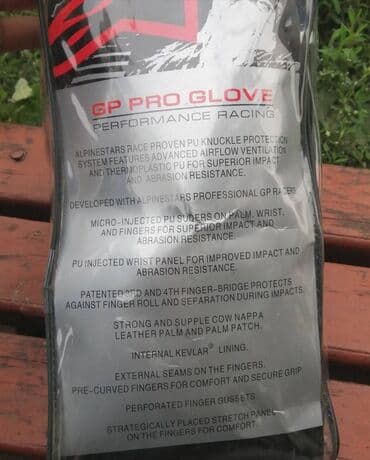 GP PRO GLOVE
PERFORMANCE RACING
ALPINESTARS RACE PROVEN PU KNUCKLE PROTECTION
SYSTEM FEATURES ADVANCED AIRFLOW VENTILATION
AND THERMOPLASTIC PU FOR SUPERIOR IMPACT
AND ABRASION RESISTANCE.
DEVELOPED WITH ALPINESTARS PROFESSIONAL GP RACERS
MICRO-INJECTED PU SLIDERS ON PALM, WRIST,
AND FINGERS FOR SUPERIOR IMPACT AND
ABRASION RESISTANCE.
PU INJECTED WRIST PANEL FOR IMPROVED IMPACT AND
ABRASION RESISTANCE.
PATENTED 3RD AND 4TH FINGER-BRIDGE PROTECTS
AGAINST FINGER ROLL AND SEPARATION DURING IMPACTS.
STRONG AND SUPPLE COW NAPPA
LEATHER PALM AND PALM PATCH.
INTERNAL KEVLAR® LINING.
EXTERNAL SEAMS ON THE FINGERS.
PRE-CURVED FINGERS FOR COMFORT AND SECURE GRIP.
PERFORATED FINGER GUSSETS.
STRATEGICALLY PLACED STRETCH PANEL
ON THE FINGERS FOR COMFORT.